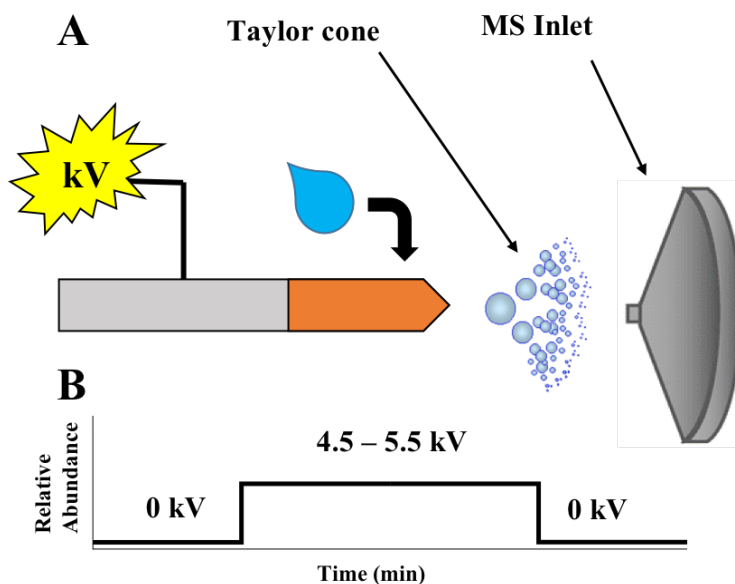 A
Taylor cone
MS Inlet
kV
B
4.5 – 5.5 kV
Relative
Abundance
0 kV
0 kV
Time (min)